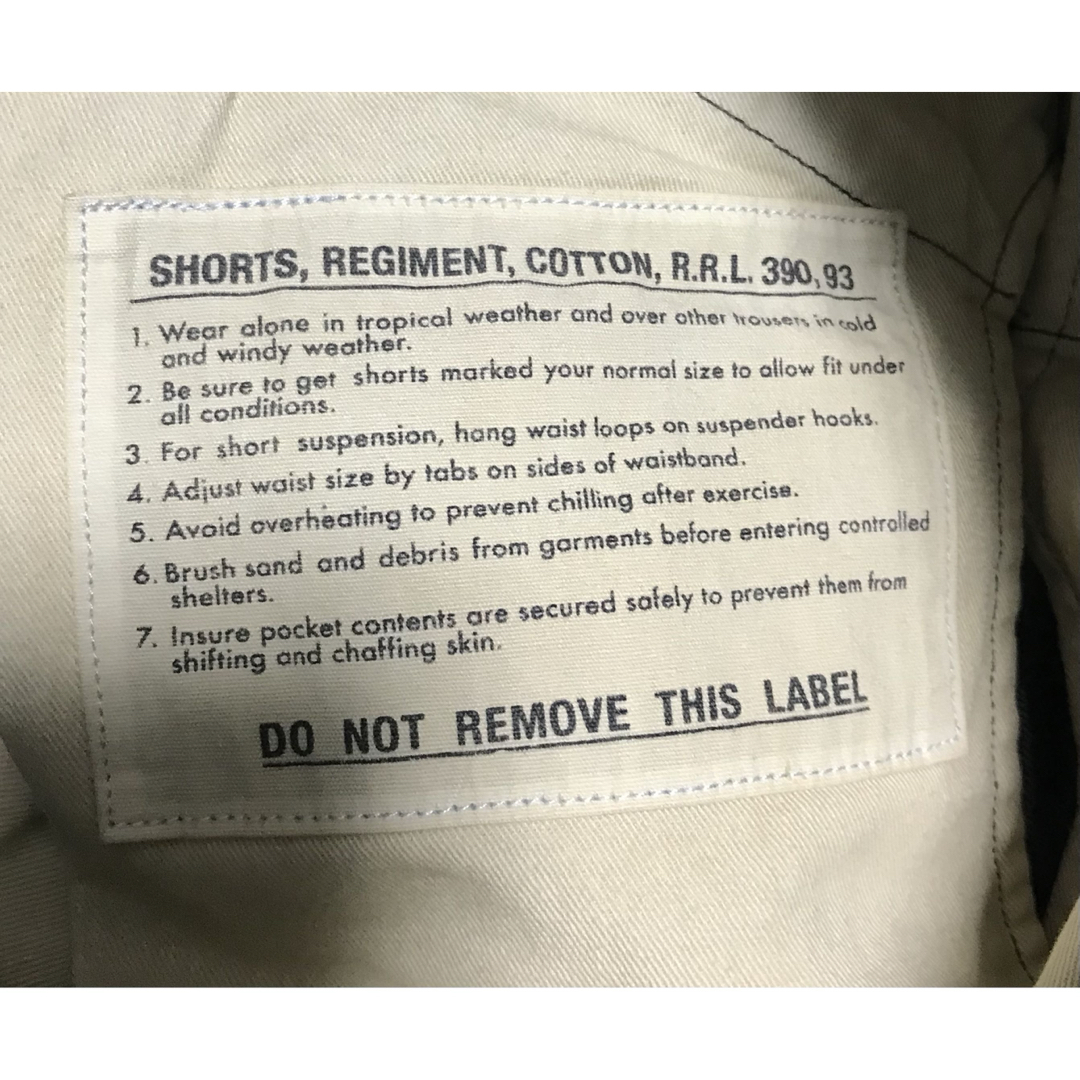 SHORTS, REGIMENT, COTTON, R.R.L. 390,93
1. Wear alone in tropical weather and over other trousers in cold
and windy weather.
2. Be sure to get shorts marked your normal size to allow fit under
all conditions.
3. For short suspension, hang waist loops on suspender hooks.
4. Adjust waist size by tabs on sides of waistband.
5. Avoid overheating to prevent chilling after exercise.
6. Brush sand and debris from garments before entering controlled
shelters.
7. Insure pocket contents are secured safely to prevent them from
shifting and chaffing skin.
DO NOT REMOVE THIS LABEL